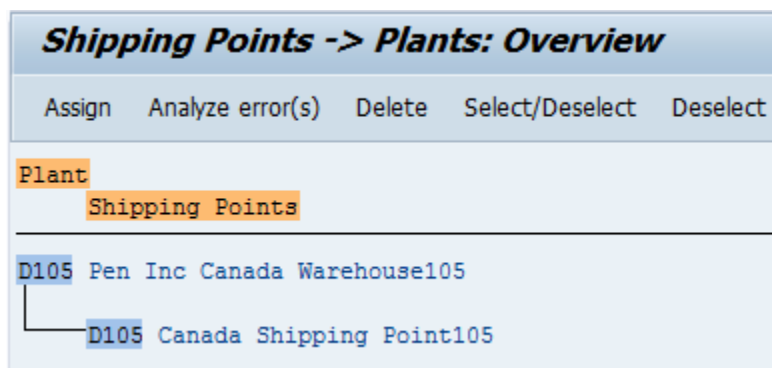 Shipping Points -> Plants: Overview
Assign Analyze error(s) Delete Select/Deselect Deselect
Plant
Shipping Points
D105 Pen Inc Canada Warehouse105
D105 Canada Shipping Point105